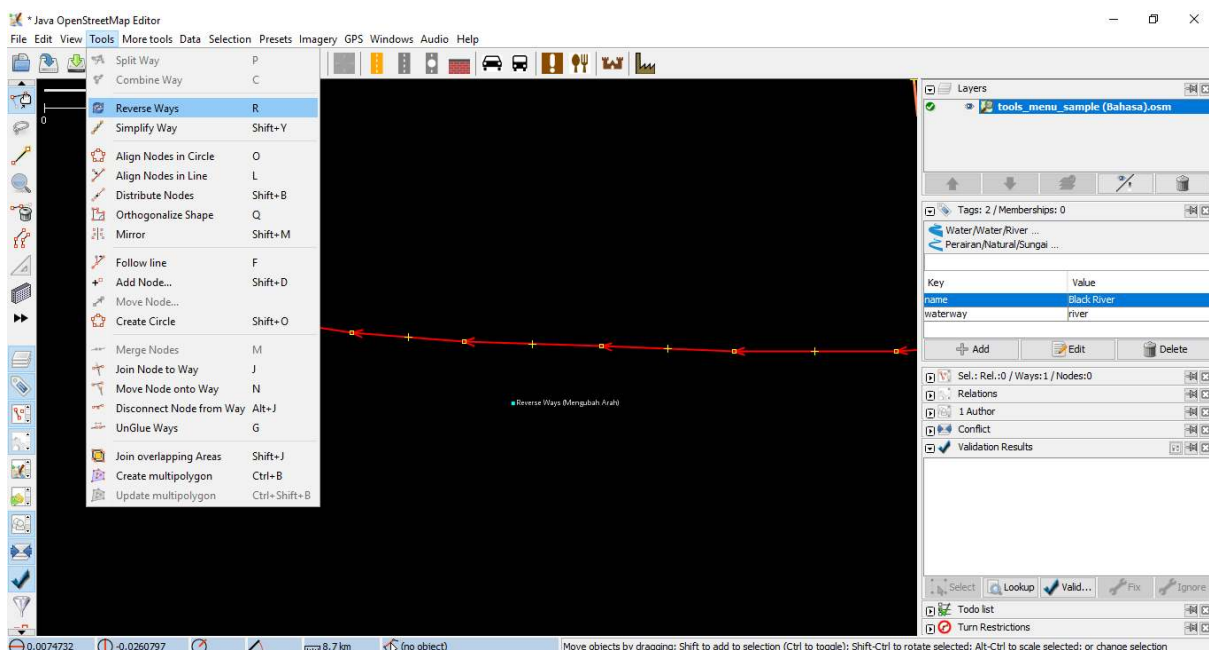 * Java OpenStreetMap Editor
File Edit View Tools More tools Data Selection Presets Imagery GPS Windows Audio Help
Split Way P
Combine Way C
Reverse Ways R
Simplify Way Shift+Y
Align Nodes in Circle O
Align Nodes in Line L
Distribute Nodes Shift+B
Orthogonalize Shape Q
Mirror Shift+M
Follow line F
Add Node... Shift+D
Move Node...
Create Circle Shift+O
Merge Nodes M
Join Node to Way J
Move Node onto Way N
Disconnect Node from Way Alt+J
UnGlue Ways G
Join overlapping Areas Shift+J
Create multipolygon Ctrl+B
Update multipolygon Ctrl+Shift+B
0
Reverse Ways (Mengubah Arah)
Layers
tools_menu_sample (Bahasa).osm
Tags: 2 / Memberships: 0
Water/Water/River ...
Perairan/Natural/Sungai ...
Key Value
name Black River
waterway river
Add Edit Delete
Sel.: Rel.:0 / Ways:1 / Nodes:0
Relations
1 Author
Conflict
Validation Results
Select Lookup Valid... Fix Ignore
Todo list
Turn Restrictions
0.0074732 -0.0260797 8.7 km (no object) Move objects by dragging; Shift to add to selection (Ctrl to toggle); Shift-Ctrl to rotate selected; Alt-Ctrl to scale selected; or change selection